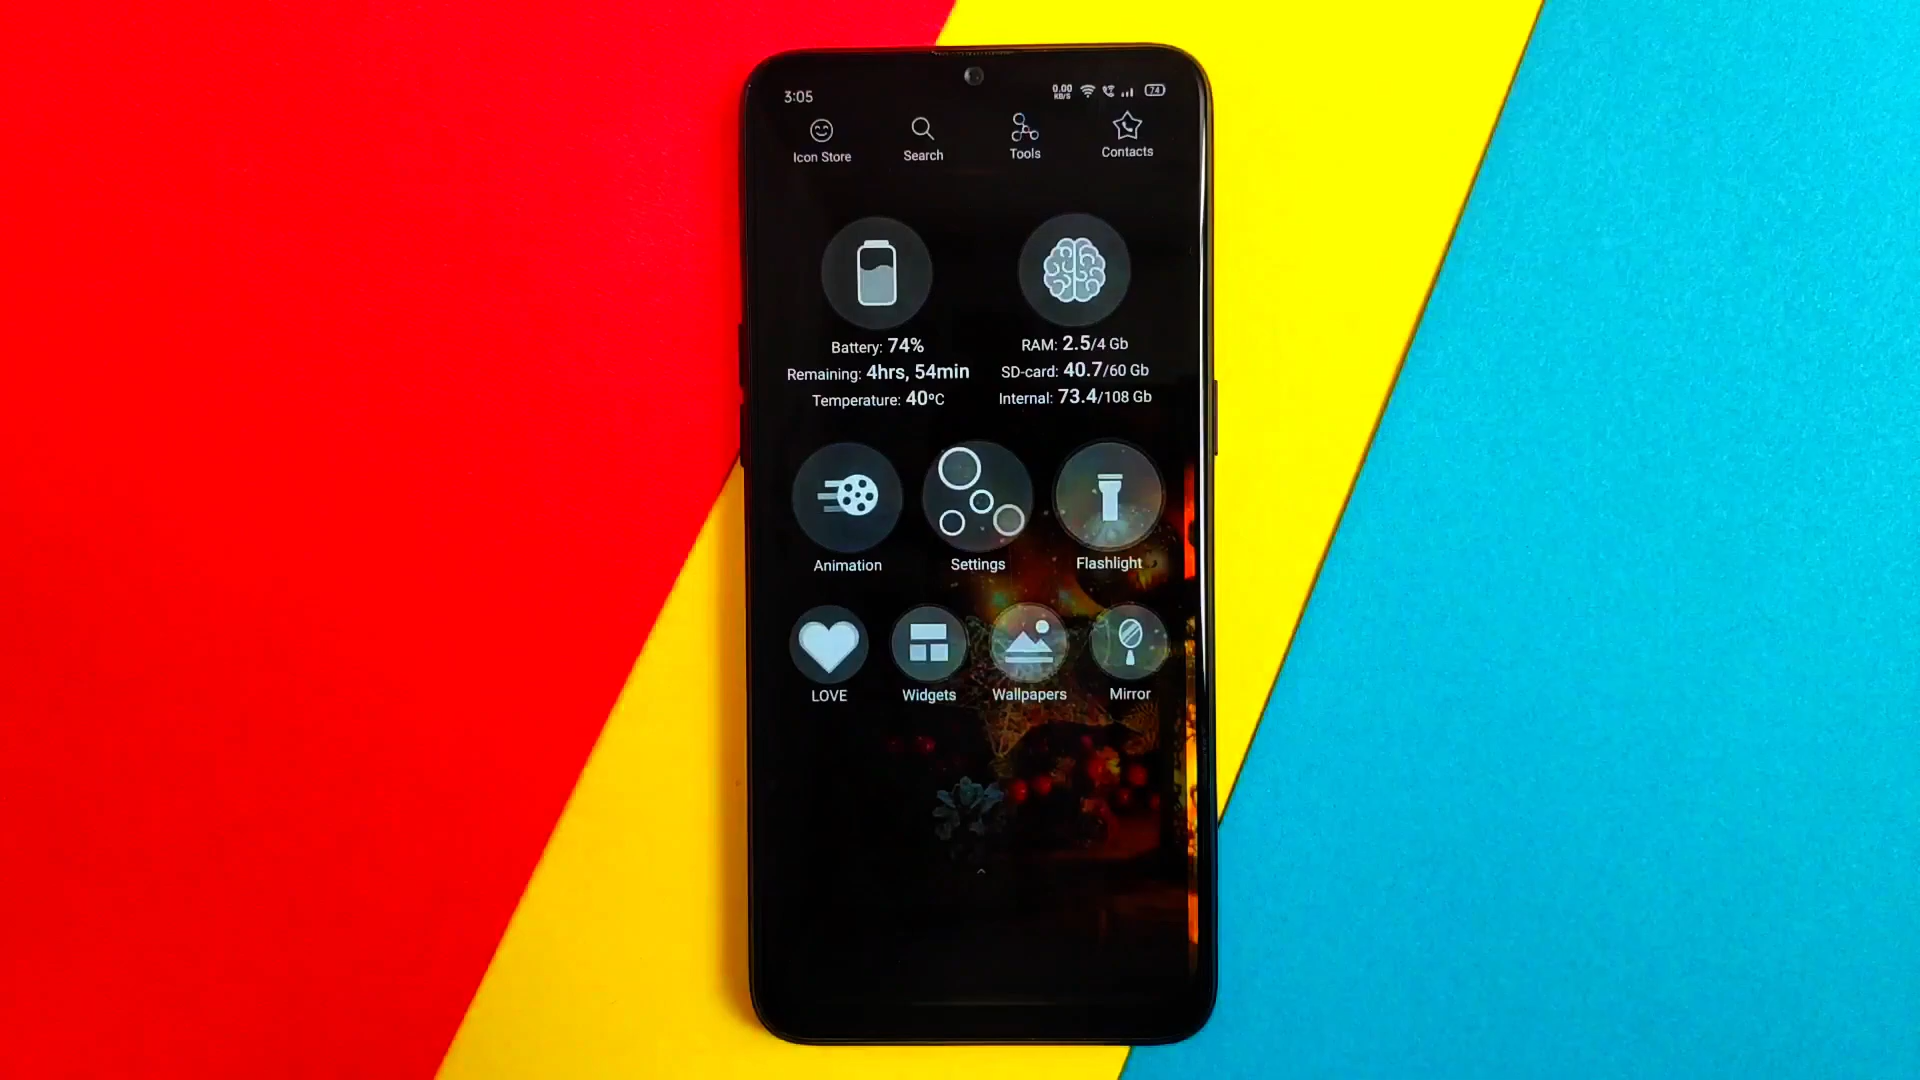 3:05
0.00 KB/S
74
Icon Store
Search
Tools
Contacts
Battery: 74%
Remaining: 4hrs, 54min
Temperature: 40ºC
RAM: 2.5/4 Gb
SD-card: 40.7/60 Gb
Internal: 73.4/108 Gb
Animation
Settings
Flashlight
LOVE
Widgets
Wallpapers
Mirror